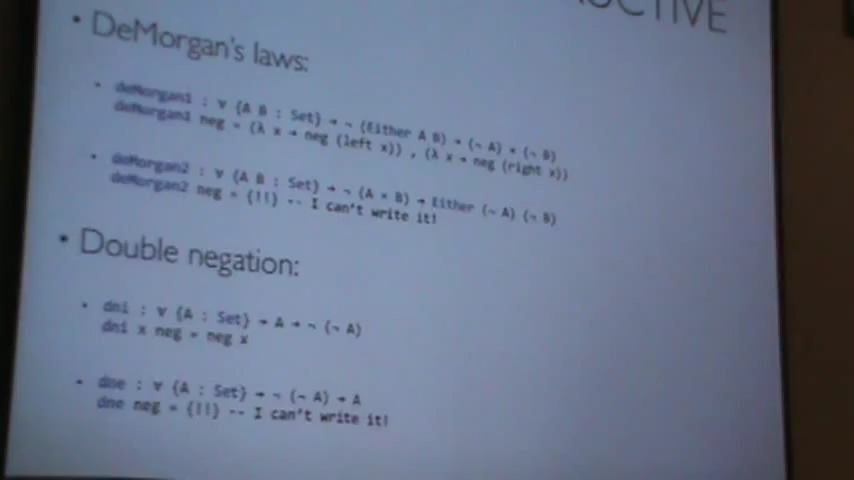 • DeMorgan's laws:
• deMorgan1 : ∀ {A B : Set} → ¬ (Either A B) → (¬ A) × (¬ B)
deMorgan1 neg = (λ x → neg (left x)) , (λ x → neg (right x))
• deMorgan2 : ∀ {A B : Set} → ¬ (A × B) → Either (¬ A) (¬ B)
deMorgan2 neg = {!!} -- I can't write it!
• Double negation:
• dni : ∀ {A : Set} → A → ¬ (¬ A)
dni x neg = neg x
• dne : ∀ {A : Set} → ¬ (¬ A) → A
dne neg = {!!} -- I can't write it!